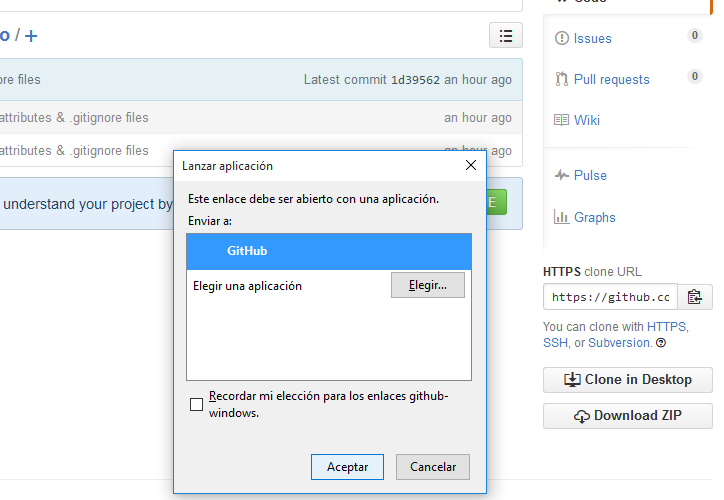 o / +
ore files
Latest commit 1d39562 an hour ago
attributes & .gitignore files
an hour ago
attributes & .gitignore files
an hour ago
understand your project by
E
Lanzar aplicación
Este enlace debe ser abierto con una aplicación.
Enviar a:
GitHub
Elegir una aplicación
Elegir...
Recordar mi elección para los enlaces github-
windows.
Aceptar
Cancelar
Issues
0
Pull requests
0
Wiki
Pulse
Graphs
HTTPS clone URL
https://github.cc
You can clone with HTTPS,
SSH, or Subversion.
Clone in Desktop
Download ZIP